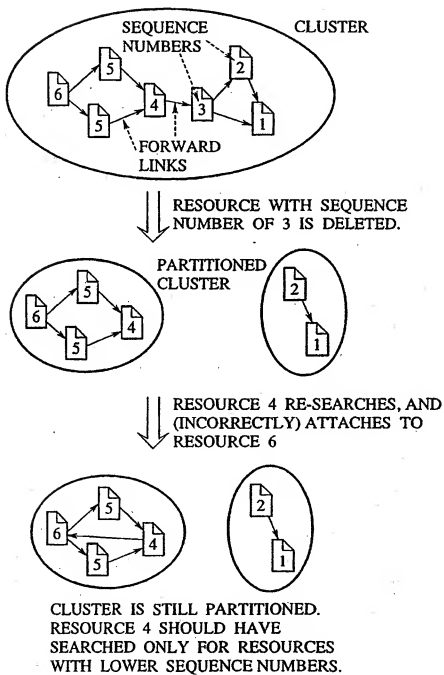 SEQUENCE
NUMBERS
CLUSTER
6
5
5
4
3
2
1
FORWARD
LINKS
RESOURCE WITH SEQUENCE
NUMBER OF 3 IS DELETED.
PARTITIONED
CLUSTER
6
5
5
4
2
1
RESOURCE 4 RE-SEARCHES, AND
(INCORRECTLY) ATTACHES TO
RESOURCE 6
6
5
5
4
2
1
CLUSTER IS STILL PARTITIONED.
RESOURCE 4 SHOULD HAVE
SEARCHED ONLY FOR RESOURCES
WITH LOWER SEQUENCE NUMBERS.